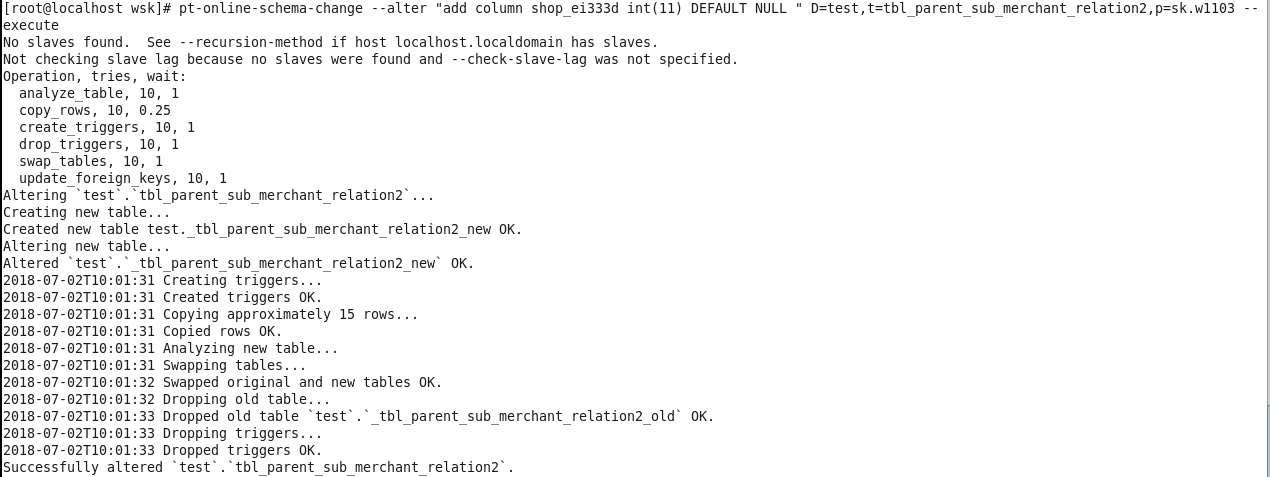 [root@localhost wsk]# pt-online-schema-change --alter "add column shop_ei333d int(11) DEFAULT NULL " D=test,t=tbl_parent_sub_merchant_relation2,p=sk.w1103 --
execute
No slaves found.  See --recursion-method if host localhost.localdomain has slaves.
Not checking slave lag because no slaves were found and --check-slave-lag was not specified.
Operation, tries, wait:
  analyze_table, 10, 1
  copy_rows, 10, 0.25
  create_triggers, 10, 1
  drop_triggers, 10, 1
  swap_tables, 10, 1
  update_foreign_keys, 10, 1
Altering `test`.`tbl_parent_sub_merchant_relation2`...
Creating new table...
Created new table test._tbl_parent_sub_merchant_relation2_new OK.
Altering new table...
Altered `test`.`_tbl_parent_sub_merchant_relation2_new` OK.
2018-07-02T10:01:31 Creating triggers...
2018-07-02T10:01:31 Created triggers OK.
2018-07-02T10:01:31 Copying approximately 15 rows...
2018-07-02T10:01:31 Copied rows OK.
2018-07-02T10:01:31 Analyzing new table...
2018-07-02T10:01:31 Swapping tables...
2018-07-02T10:01:32 Swapped original and new tables OK.
2018-07-02T10:01:32 Dropping old table...
2018-07-02T10:01:33 Dropped old table `test`.`_tbl_parent_sub_merchant_relation2_old` OK.
2018-07-02T10:01:33 Dropping triggers...
2018-07-02T10:01:33 Dropped triggers OK.
Successfully altered `test`.`tbl_parent_sub_merchant_relation2`.